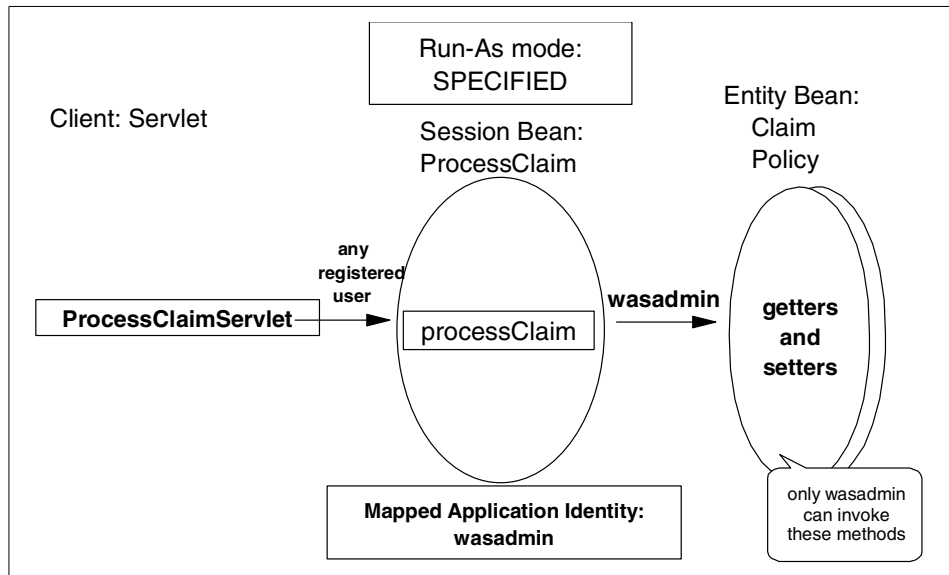 Run-As mode:
SPECIFIED
Client: Servlet
Session Bean:
ProcessClaim
Entity Bean:
Claim
Policy
any
registered
user
ProcessClaimServlet
processClaim
wasadmin
getters
and
setters
Mapped Application Identity:
wasadmin
only wasadmin
can invoke
these methods